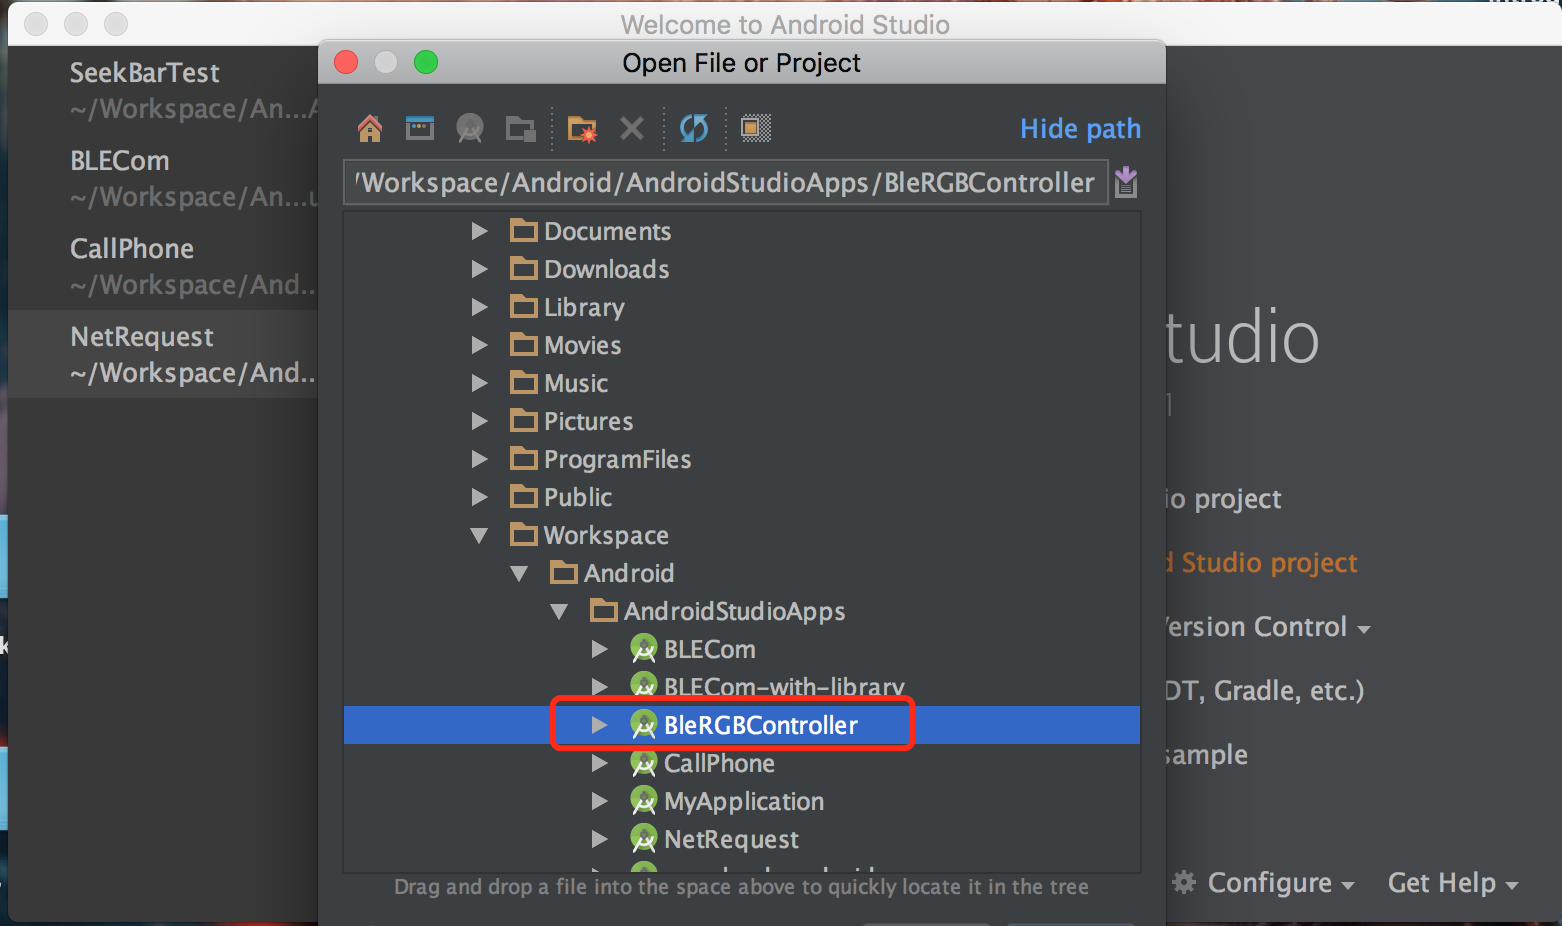 Welcome to Android Studio
SeekBarTest
~/Workspace/An...
BLECom
~/Workspace/An...u
CallPhone
~/Workspace/And..
NetRequest
~/Workspace/And..
Open File or Project
Hide path
/Workspace/Android/AndroidStudioApps/BleRGBController
Documents
Downloads
Library
Movies
Music
Pictures
ProgramFiles
Public
Workspace
Android
AndroidStudioApps
BLECom
BLECom-with-library
BleRGBController
CallPhone
MyApplication
NetRequest
Drag and drop a file into the space above to quickly locate it in the tree
tudio
1
io project
d Studio project
Version Control
DT, Gradle, etc.)
sample
Configure
Get Help